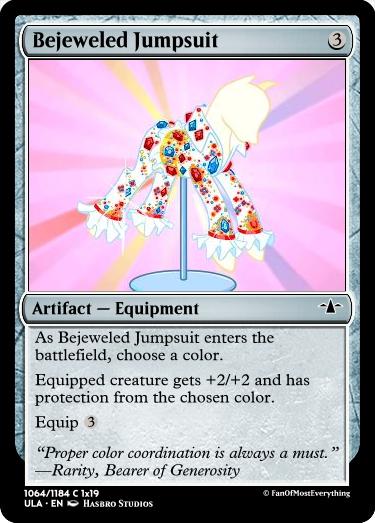 Bejeweled Jumpsuit 3
Artifact — Equipment
As Bejeweled Jumpsuit enters the
battlefield, choose a color.
Equipped creature gets +2/+2 and has
protection from the chosen color.
Equip 3
“Proper color coordination is always a must.”
—Rarity, Bearer of Generosity
1064/1184 C 1x19
ULA • EN Hasbro Studios
© FanOfMostEverything